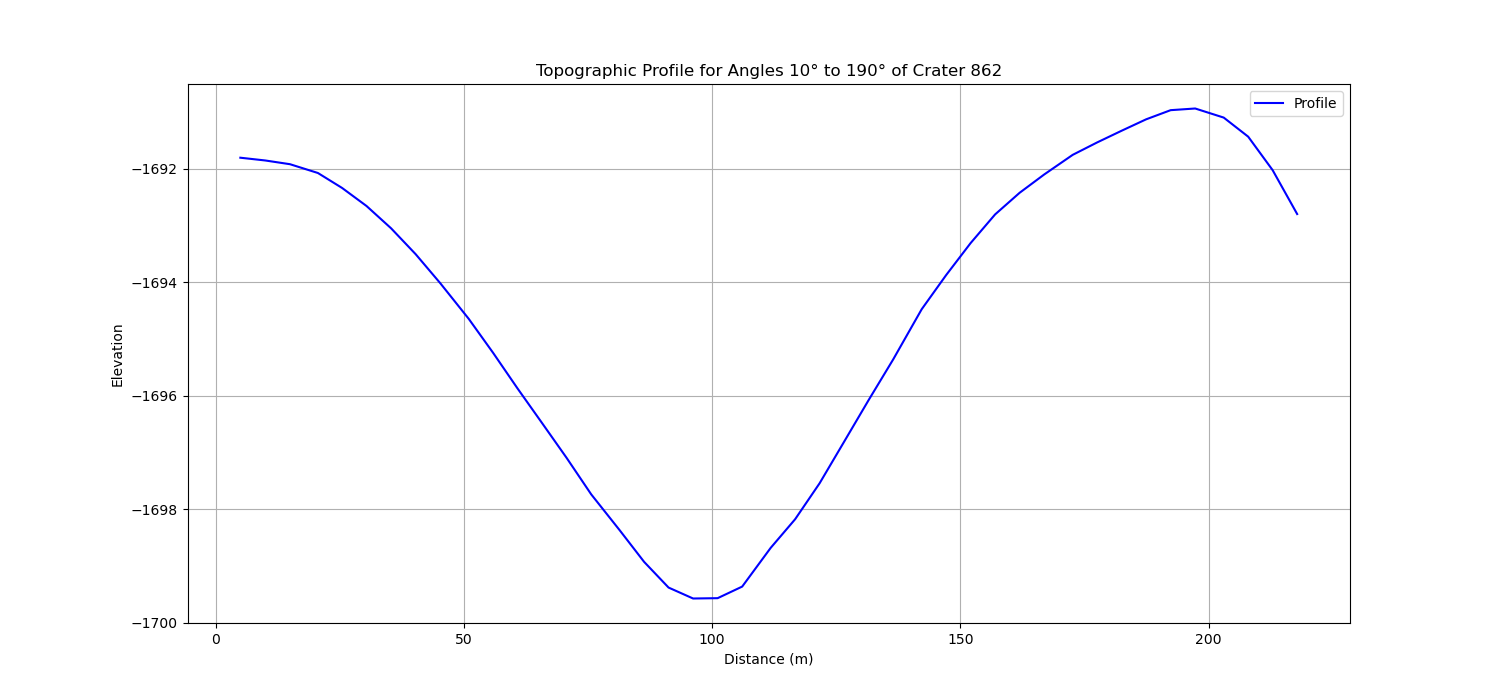 Topographic Profile for Angles 10° to 190° of Crater 862
Profile
Elevation
−1692
−1694
−1696
−1698
−1700
0 50 100 150 200
Distance (m)